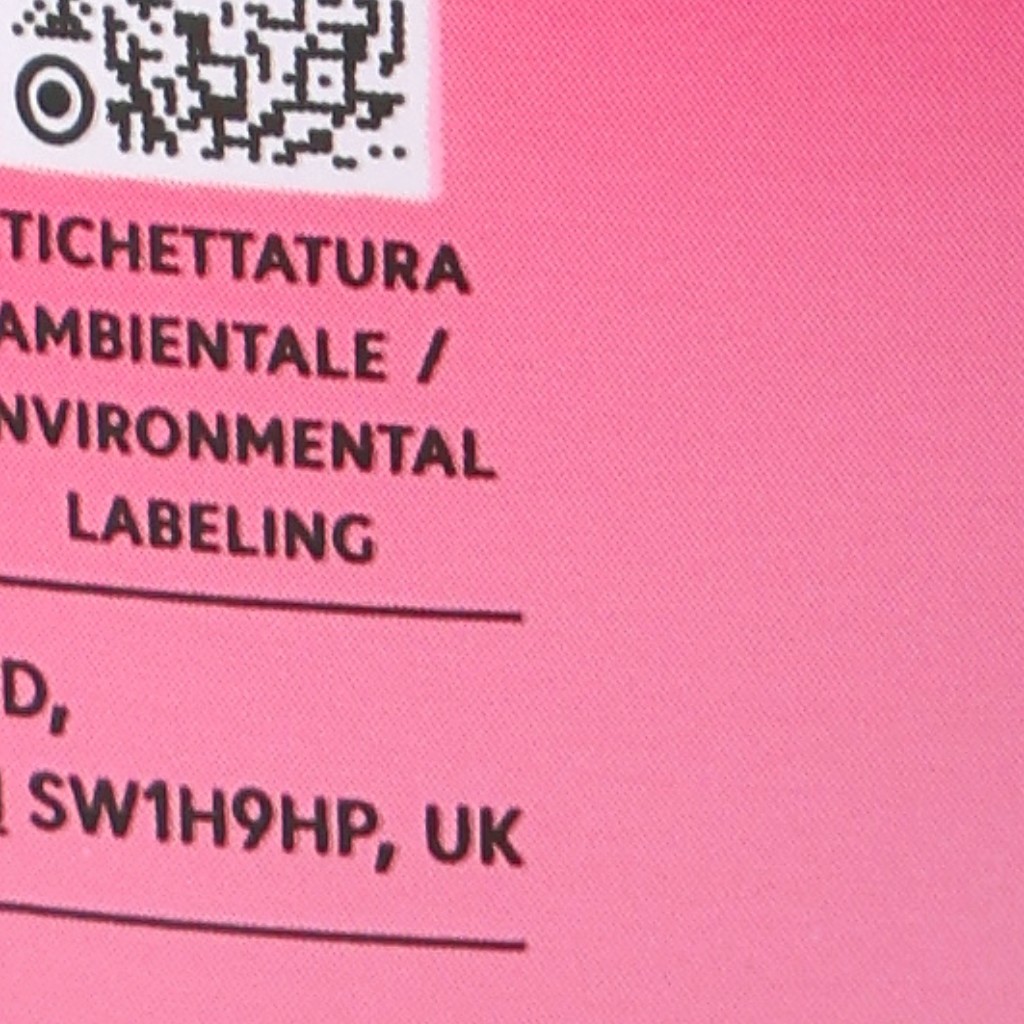 TICHETTATURA
AMBIENTALE /
NVIRONMENTAL
LABELING
D,
SW1H9HP, UK